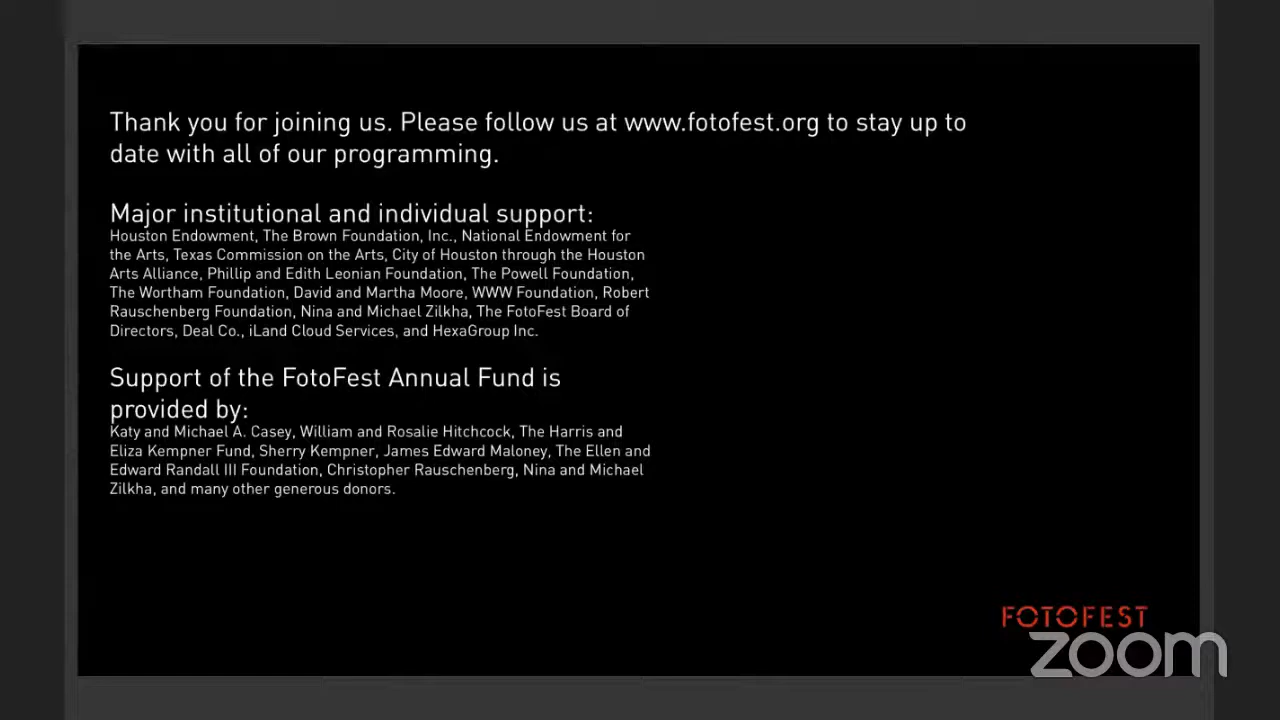 Thank you for joining us. Please follow us at www.fotofest.org to stay up to
date with all of our programming.
Major institutional and individual support:
Houston Endowment, The Brown Foundation, Inc., National Endowment for
the Arts, Texas Commission on the Arts, City of Houston through the Houston
Arts Alliance, Phillip and Edith Leonian Foundation, The Powell Foundation,
The Wortham Foundation, David and Martha Moore, WWW Foundation, Robert
Rauschenberg Foundation, Nina and Michael Zilkha, The FotoFest Board of
Directors, Deal Co., iLand Cloud Services, and HexaGroup Inc.
Support of the FotoFest Annual Fund is
provided by:
Katy and Michael A. Casey, William and Rosalie Hitchcock, The Harris and
Eliza Kempner Fund, Sherry Kempner, James Edward Maloney, The Ellen and
Edward Randall III Foundation, Christopher Rauschenberg, Nina and Michael
Zilkha, and many other generous donors.
FOTOFEST
zoom